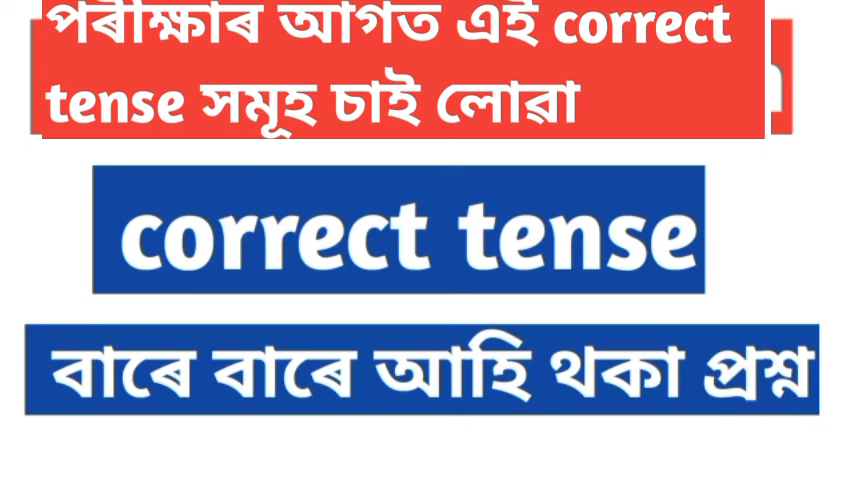 পৰীক্ষাৰ আগত এই correct
tense সমূহ চাই লোৱা
correct tense
বাৰে বাৰে আহি থকা প্ৰশ্ন